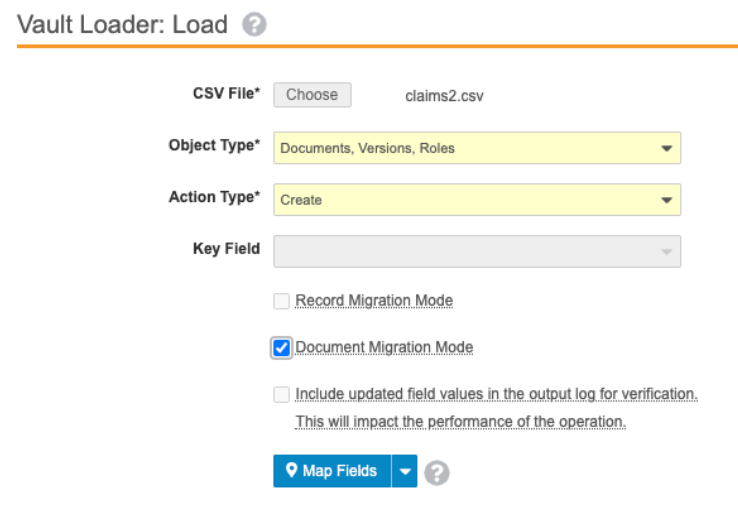 Vault Loader: Load ?
CSV File* Choose claims2.csv
Object Type* Documents, Versions, Roles
Action Type* Create
Key Field
Record Migration Mode
Document Migration Mode
Include updated field values in the output log for verification.
This will impact the performance of the operation.
Map Fields ?